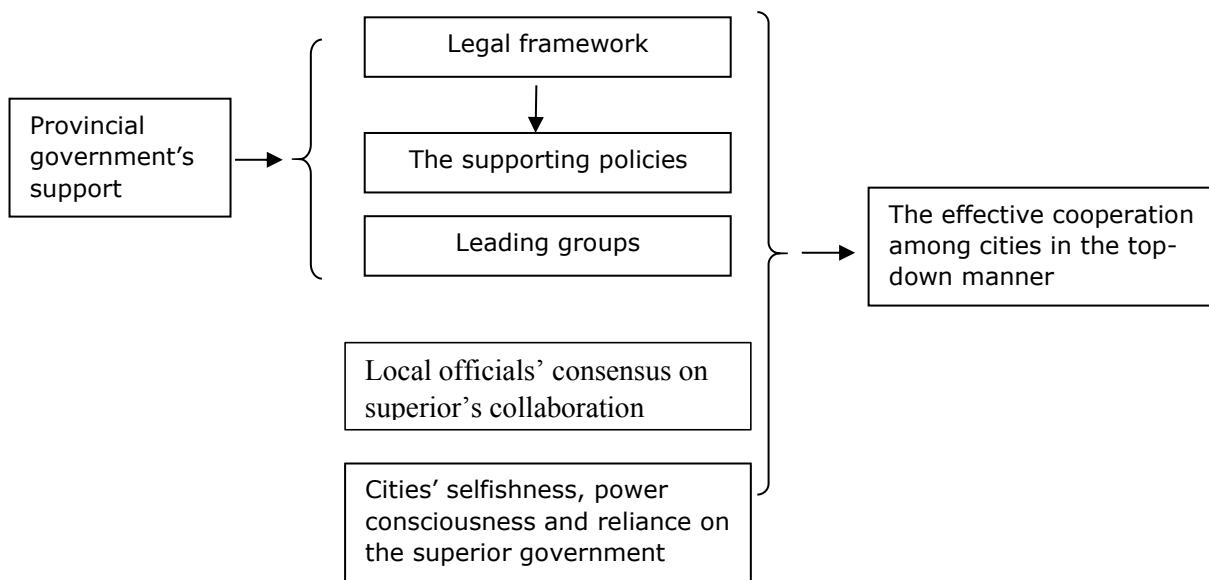 Legal framework
Provincial
government’s
support
The supporting policies
Leading groups
The effective cooperation
among cities in the top-
down manner
Local officials’ consensus on
superior’s collaboration
Cities’ selfishness, power
consciousness and reliance on
the superior government